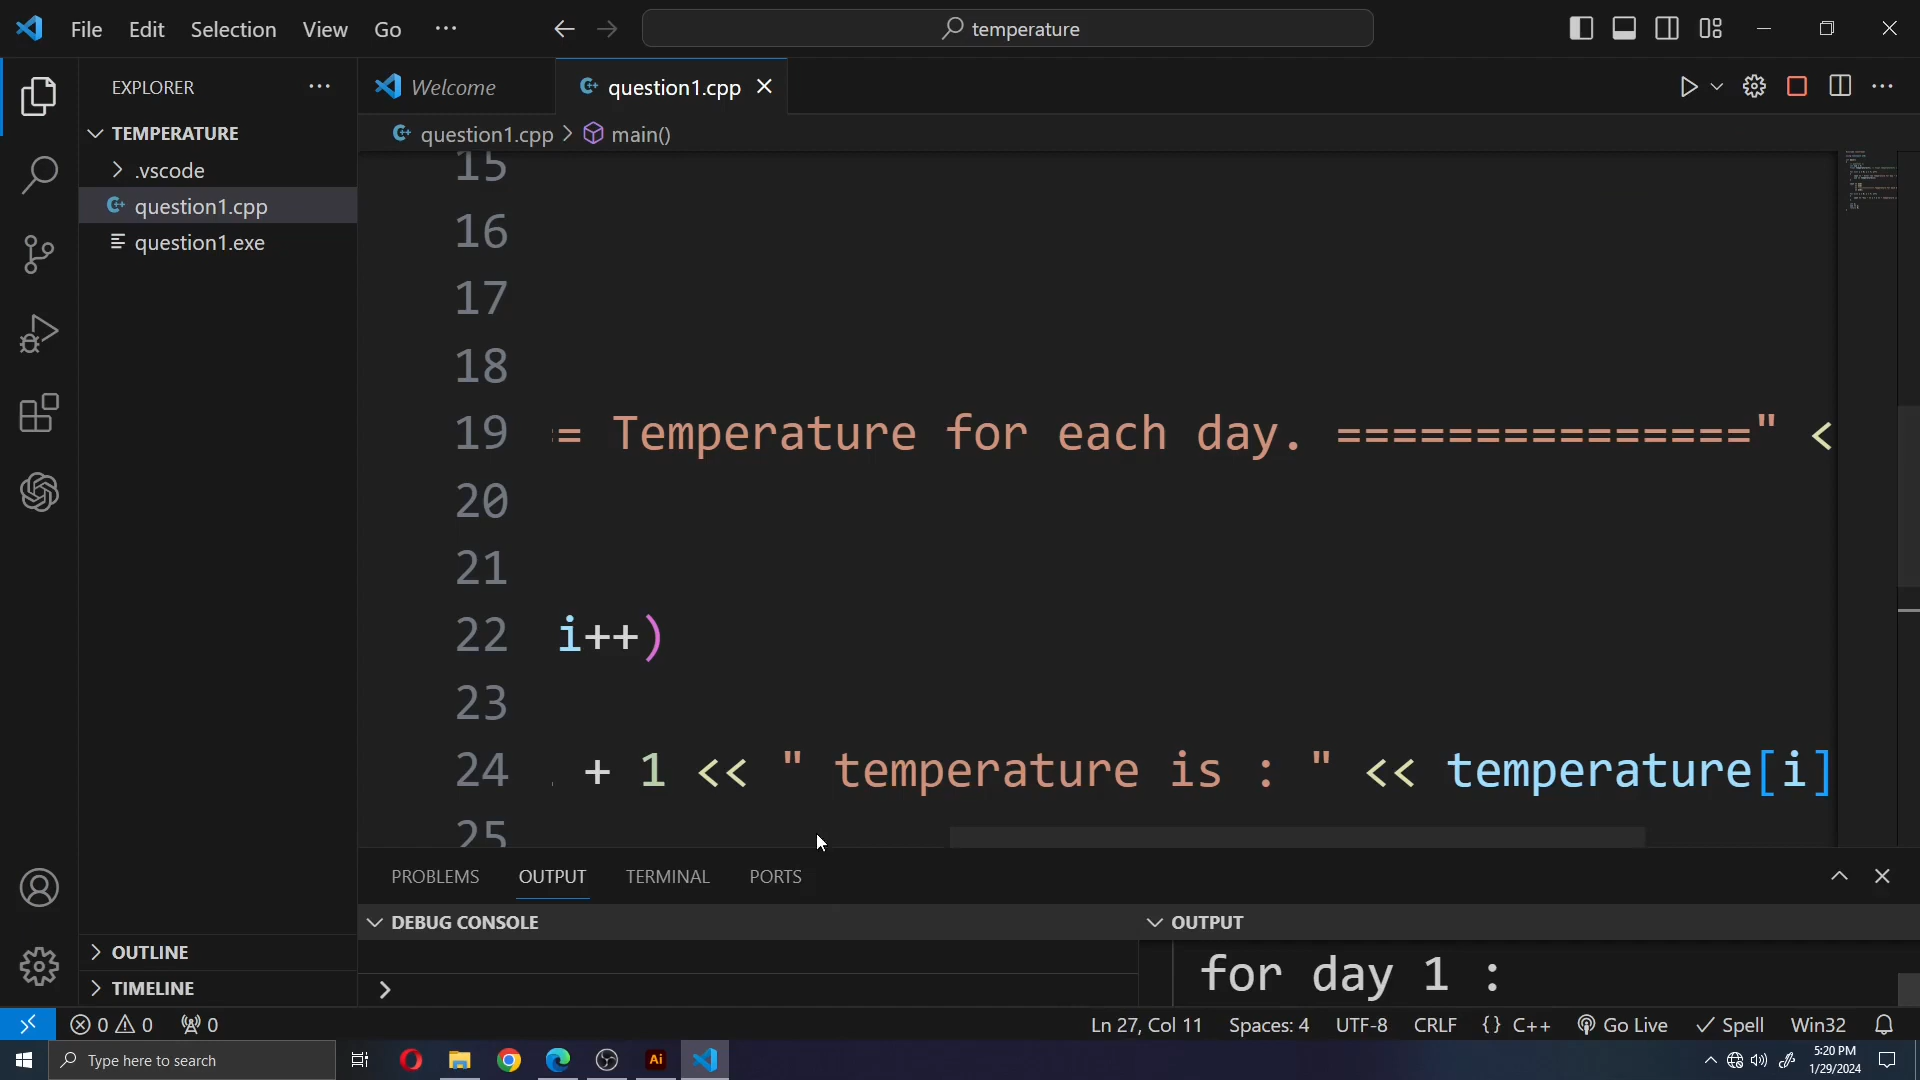 File Edit Selection View Go ··· temperature
EXPLORER ··· Welcome question1.cpp
question1.cpp > main()
TEMPERATURE
.vscode
question1.cpp
question1.exe
15
16
17
18
19 = Temperature for each day. ===============" <
20
21
22 i++)
23
24 + 1 << " temperature is : " << temperature[i]
25
PROBLEMS OUTPUT TERMINAL PORTS
DEBUG CONSOLE OUTPUT
for day 1 :
>
OUTLINE
TIMELINE
0 0 0 Ln 27, Col 11 Spaces: 4 UTF-8 CRLF {} C++ Go Live Spell Win32
Type here to search Ai 5:20 PM
1/29/2024